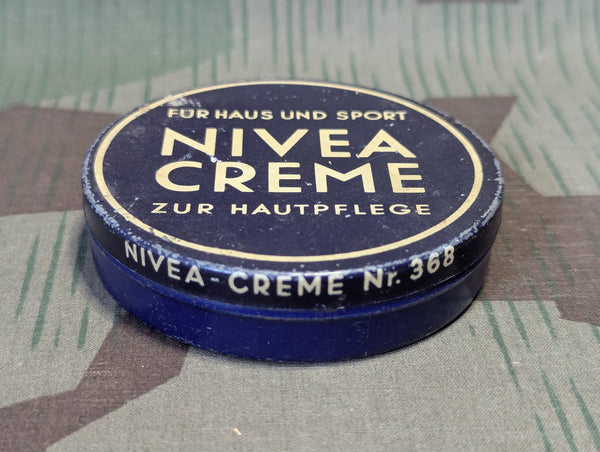 FÜR HAUS UND SPORT
NIVEA
CREME
ZUR HAUTPFLEGE
NIVEA-CREME Nr. 368